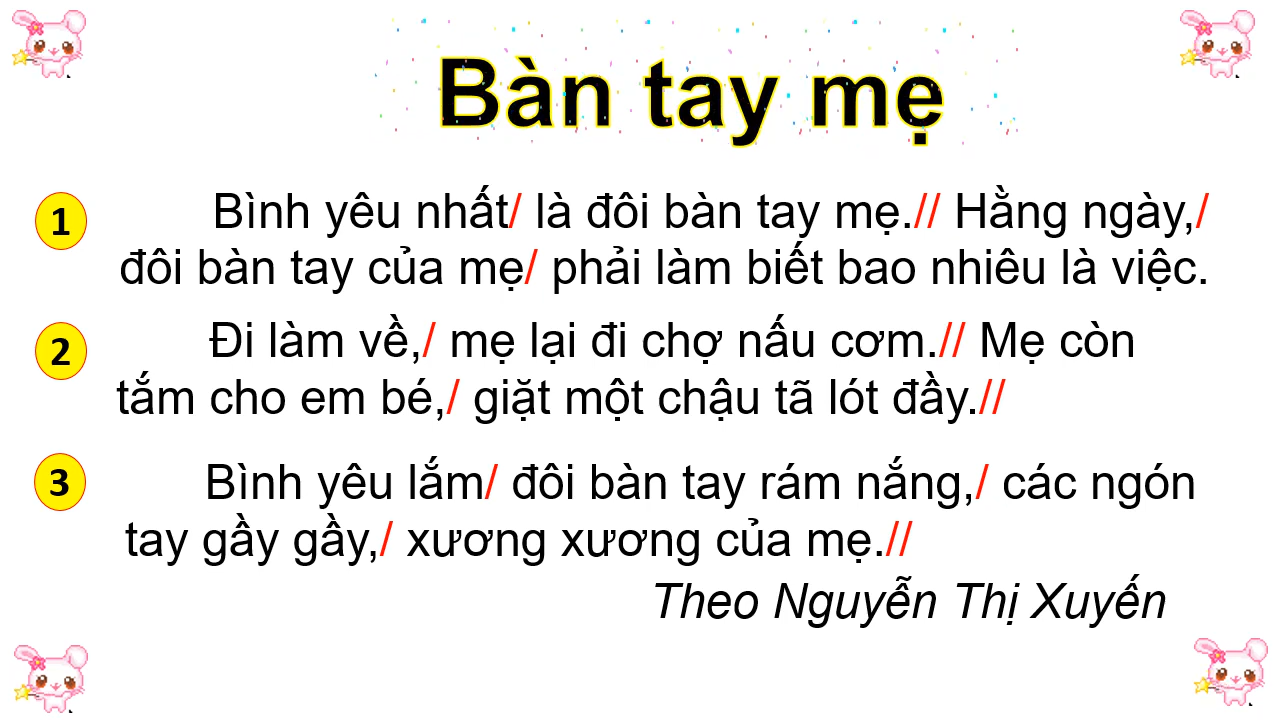 Bàn tay mẹ
1 Bình yêu nhất/ là đôi bàn tay mẹ.// Hằng ngày,/
đôi bàn tay của mẹ/ phải làm biết bao nhiêu là việc.
2 Đi làm về,/ mẹ lại đi chợ nấu cơm.// Mẹ còn
tắm cho em bé,/ giặt một chậu tã lót đầy.//
3 Bình yêu lắm/ đôi bàn tay rám nắng,/ các ngón
tay gầy gầy,/ xương xương của mẹ.//
Theo Nguyễn Thị Xuyến